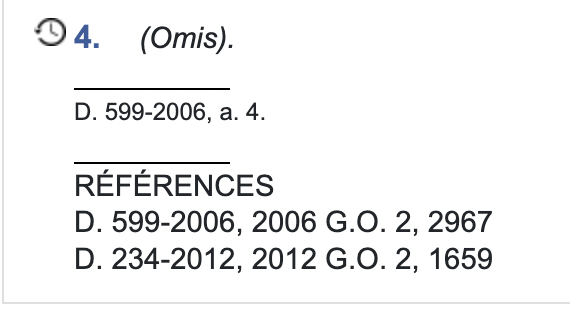 4. (Omis).
D. 599-2006, a. 4.
RÉFÉRENCES
D. 599-2006, 2006 G.O. 2, 2967
D. 234-2012, 2012 G.O. 2, 1659